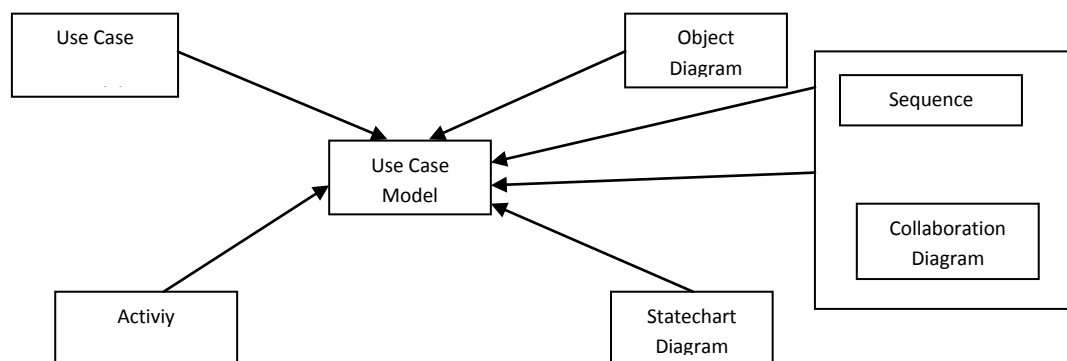 Use Case
Object
Diagram
Sequence
Use Case
Model
Collaboration
Diagram
Activiy
Statechart
Diagram